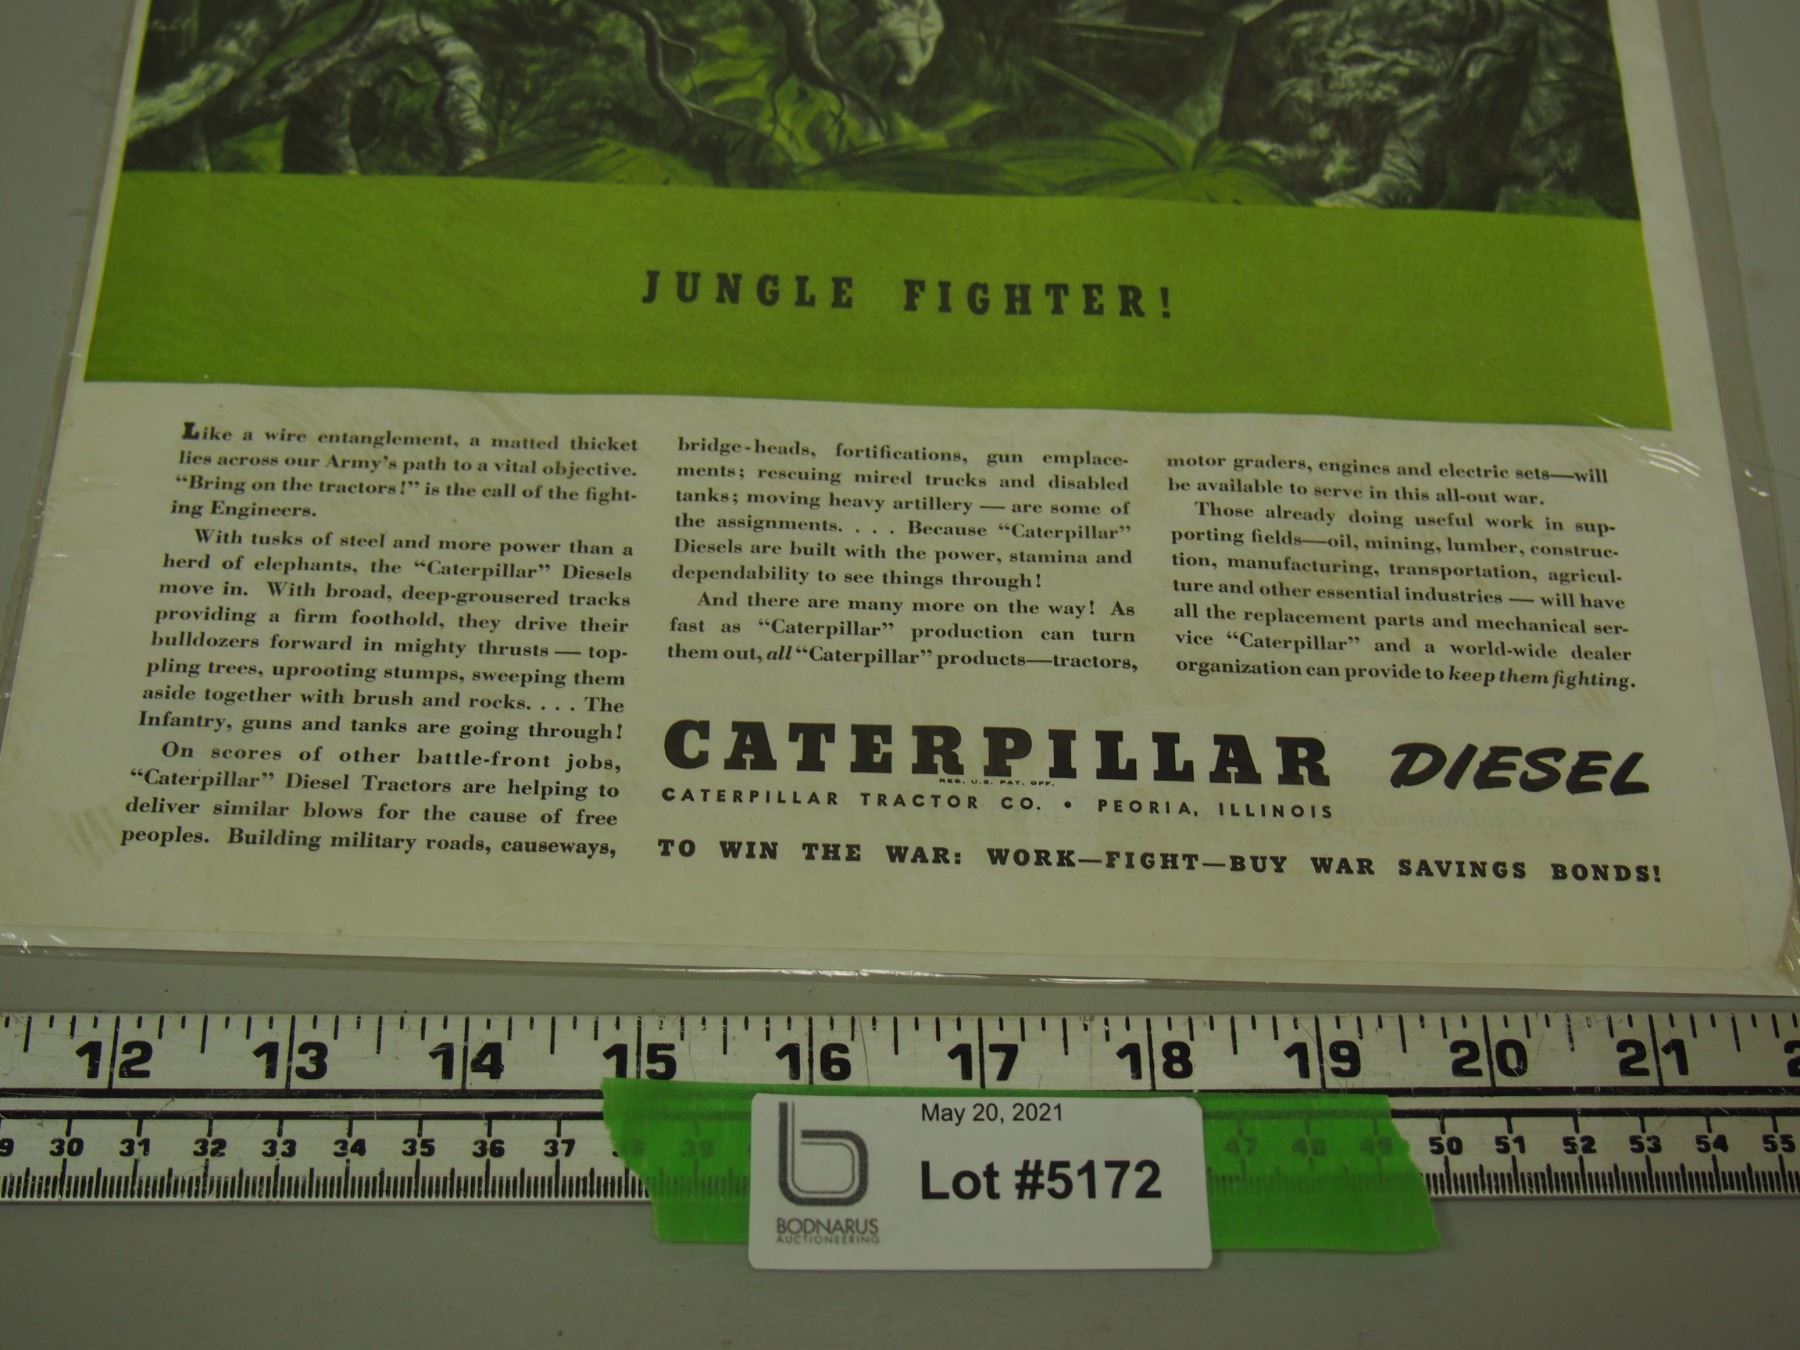 JUNGLE FIGHTER!
Like a wire entanglement, a matted thicket
lies across our Army's path to a vital objective.
“Bring on the tractors!” is the call of the fight-
ing Engineers.
With tusks of steel and more power than a
herd of elephants, the “Caterpillar” Diesels
move in. With broad, deep-grousered tracks
providing a firm foothold, they drive their
bulldozers forward in mighty thrusts — top-
pling trees, uprooting stumps, sweeping them
aside together with brush and rocks. . . . The
Infantry, guns and tanks are going through!
On scores of other battle-front jobs,
“Caterpillar” Diesel Tractors are helping to
deliver similar blows for the cause of free
peoples. Building military roads, causeways,
bridge-heads, fortifications, gun emplace-
ments; rescuing mired trucks and disabled
tanks; moving heavy artillery — are some of
the assignments. . . . Because “Caterpillar”
Diesels are built with the power, stamina and
dependability to see things through!
And there are many more on the way! As
fast as “Caterpillar” production can turn
them out, all “Caterpillar” products—tractors,
motor graders, engines and electric sets—will
be available to serve in this all-out war.
Those already doing useful work in sup-
porting fields—oil, mining, lumber, construc-
tion, manufacturing, transportation, agricul-
ture and other essential industries — will have
all the replacement parts and mechanical ser-
vice “Caterpillar” and a world-wide dealer
organization can provide to keep them fighting.
CATERPILLAR DIESEL
REG. U.S. PAT. OFF.
CATERPILLAR TRACTOR CO. • PEORIA, ILLINOIS
TO WIN THE WAR: WORK—FIGHT—BUY WAR SAVINGS BONDS!
12 13 14 15 16 17 18 19 20 21 2
9 30 31 32 33 34 35 36 37 38 39 47 48 49 50 51 52 53 54 55
May 20, 2021
Lot #5172
BODNARUS
AUCTIONEERING